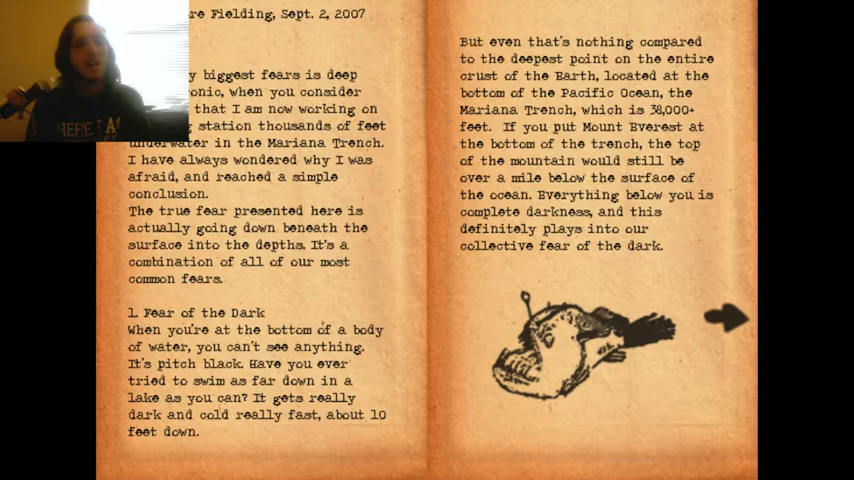 re Fielding, Sept. 2, 2007
y biggest fears is deep
onic, when you consider
that I am now working on
station thousands of feet
underwater in the Mariana Trench.
I have always wondered why I was
afraid, and reached a simple
conclusion.
The true fear presented here is
actually going down beneath the
surface into the depths. It's a
combination of all of our most
common fears.
1. Fear of the Dark
When you're at the bottom of a body
of water, you can't see anything.
It's pitch black. Have you ever
tried to swim as far down in a
lake as you can? It gets really
dark and cold really fast, about 10
feet down.
But even that's nothing compared
to the deepest point on the entire
crust of the Earth, located at the
bottom of the Pacific Ocean, the
Mariana Trench, which is 38,000+
feet. If you put Mount Everest at
the bottom of the trench, the top
of the mountain would still be
over a mile below the surface of
the ocean. Everything below you is
complete darkness, and this
definitely plays into our
collective fear of the dark.